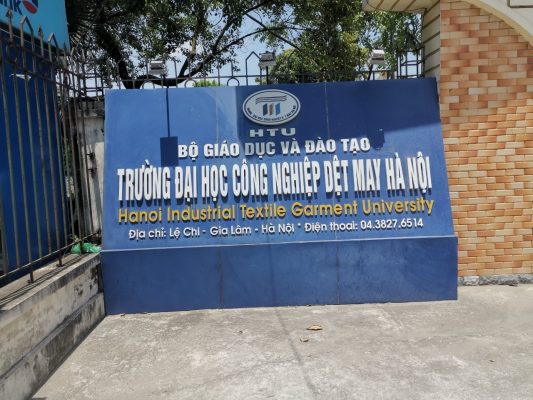 HTU
BỘ GIÁO DỤC VÀ ĐÀO TẠO
TRƯỜNG ĐẠI HỌC CÔNG NGHIỆP DỆT MAY HÀ NỘI
Hanoi Industrial Textile Garment University
Địa chỉ: Lệ Chi - Gia Lâm - Hà Nội * Điện thoại: 04.3827.6514